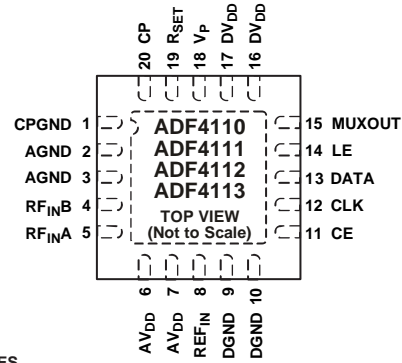 20 CP
19 RSET
18 VP
17 DVDD
16 DVDD
CPGND 1
AGND 2
AGND 3
RFINB 4
RFINA 5
ADF4110
ADF4111
ADF4112
ADF4113
TOP VIEW
(Not to Scale)
15 MUXOUT
14 LE
13 DATA
12 CLK
11 CE
6 AVDD
7 AVDD
8 REFIN
9 DGND
10 DGND